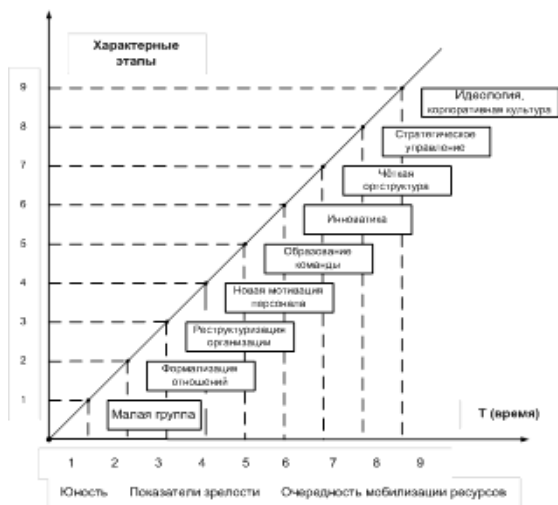 Характерные
этапы
9
Идеология,
корпоративная культура
8
Стратегическое
управление
7
Чёткая
оргструктура
6
Инноватика
5
Образование
команды
4
Новая мотивация
персонала
3
Реструктуризация
организации
2
Формализация
отношений
1
Малая группа
T (время)
1 2 3 4 5 6 7 8 9
Юность Показатели зрелости Очередность мобилизации ресурсов